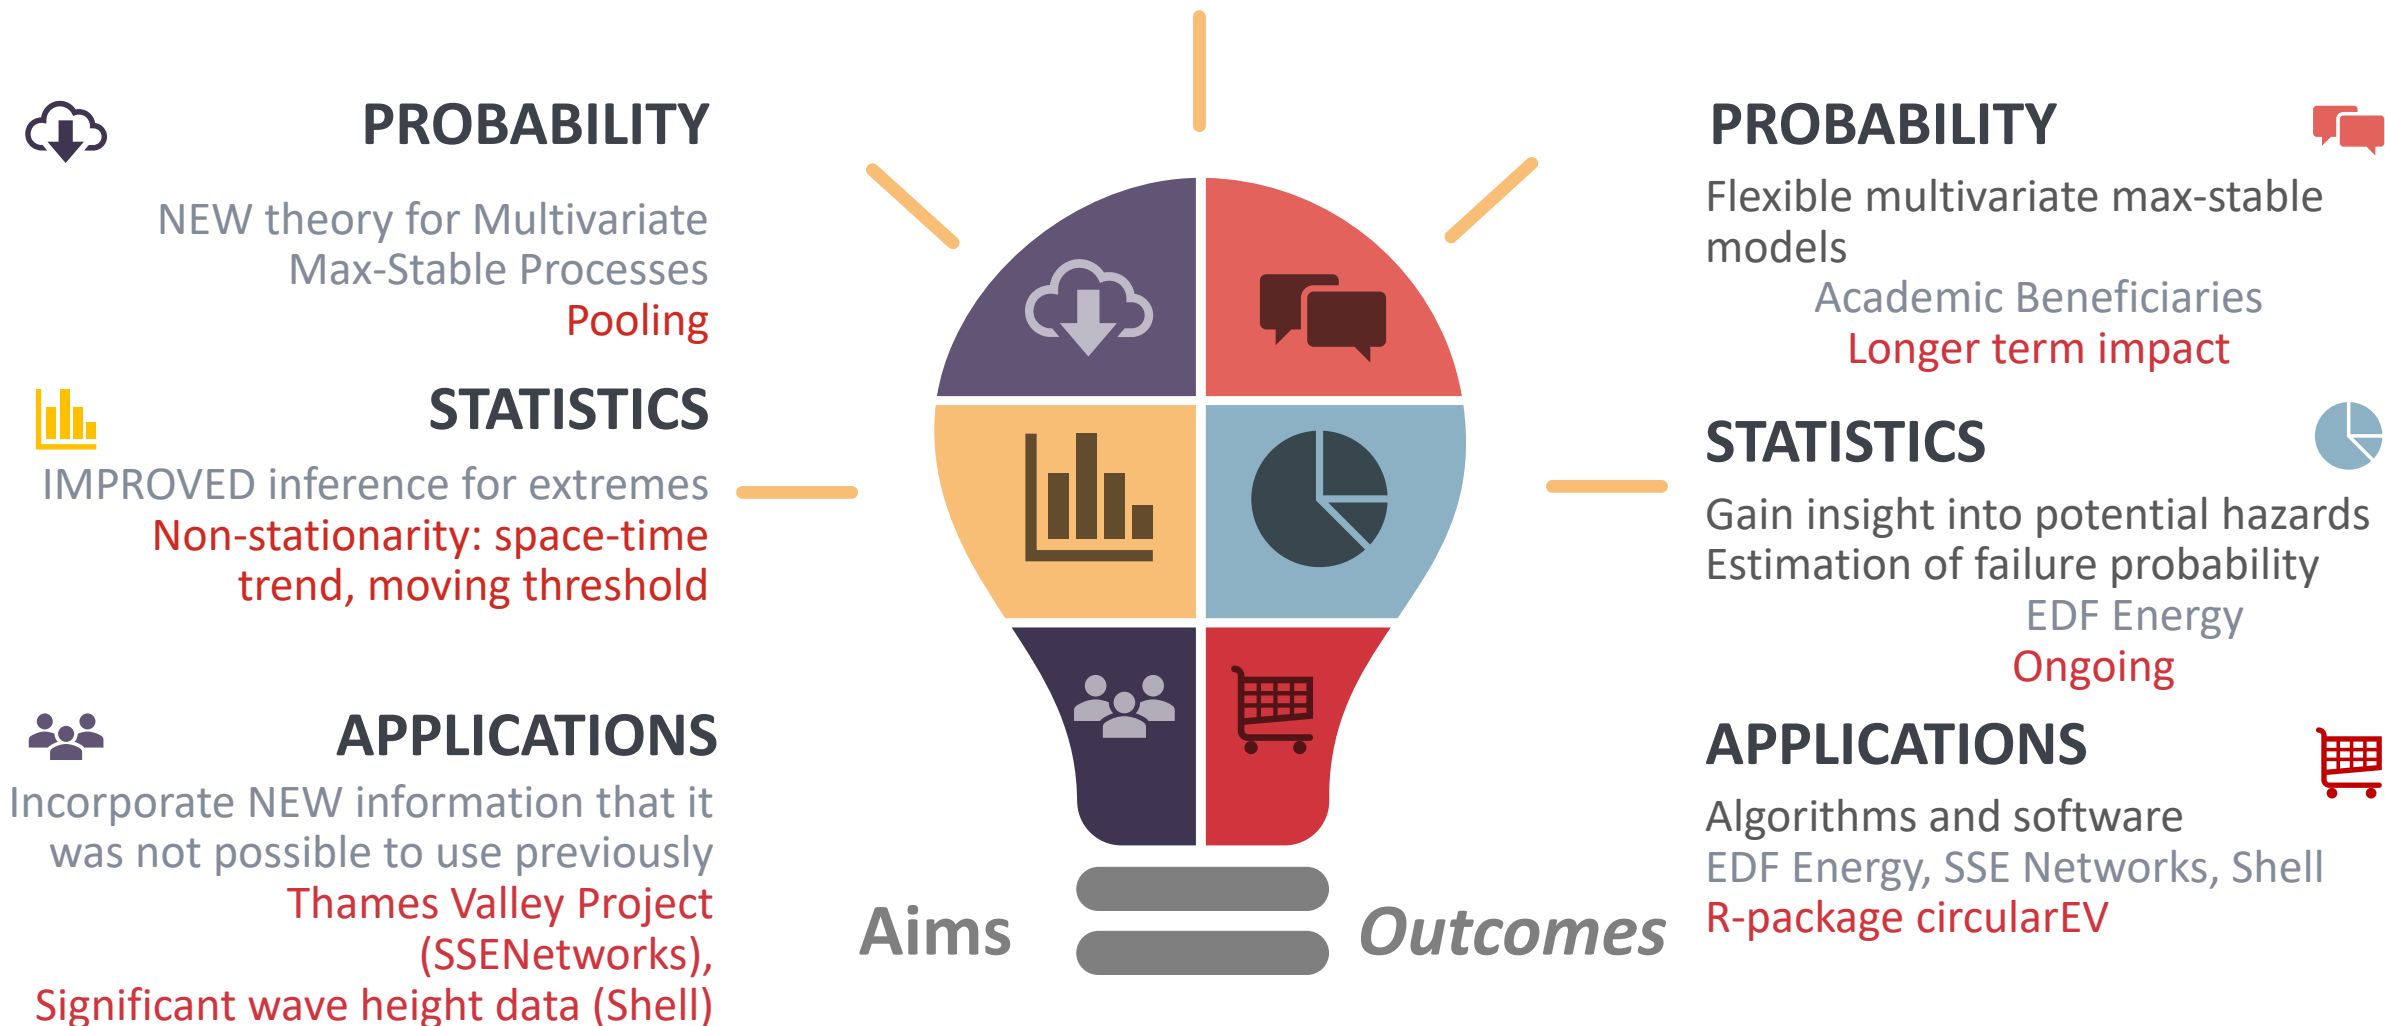 PROBABILITY
NEW theory for Multivariate
Max-Stable Processes
Pooling
STATISTICS
IMPROVED inference for extremes
Non-stationarity: space-time
trend, moving threshold
APPLICATIONS
Incorporate NEW information that it
was not possible to use previously
Thames Valley Project
(SSENetworks),
Significant wave height data (Shell)
Aims
Outcomes
PROBABILITY
Flexible multivariate max-stable
models
Academic Beneficiaries
Longer term impact
STATISTICS
Gain insight into potential hazards
Estimation of failure probability
EDF Energy
Ongoing
APPLICATIONS
Algorithms and software
EDF Energy, SSE Networks, Shell
R-package circularEV